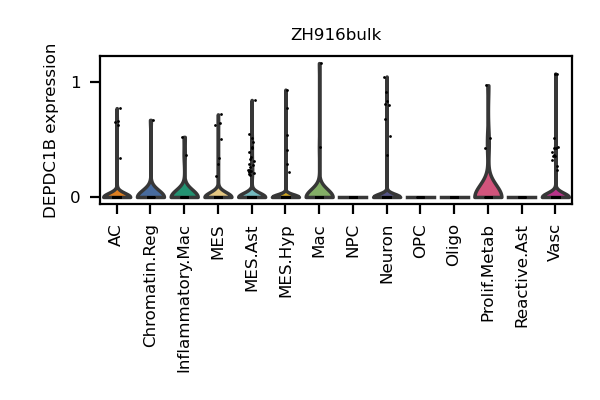 ZH916bulk
DEPDC1B expression
1
0
AC
Chromatin.Reg
Inflammatory.Mac
MES
MES.Ast
MES.Hyp
Mac
NPC
Neuron
OPC
Oligo
Prolif.Metab
Reactive.Ast
Vasc